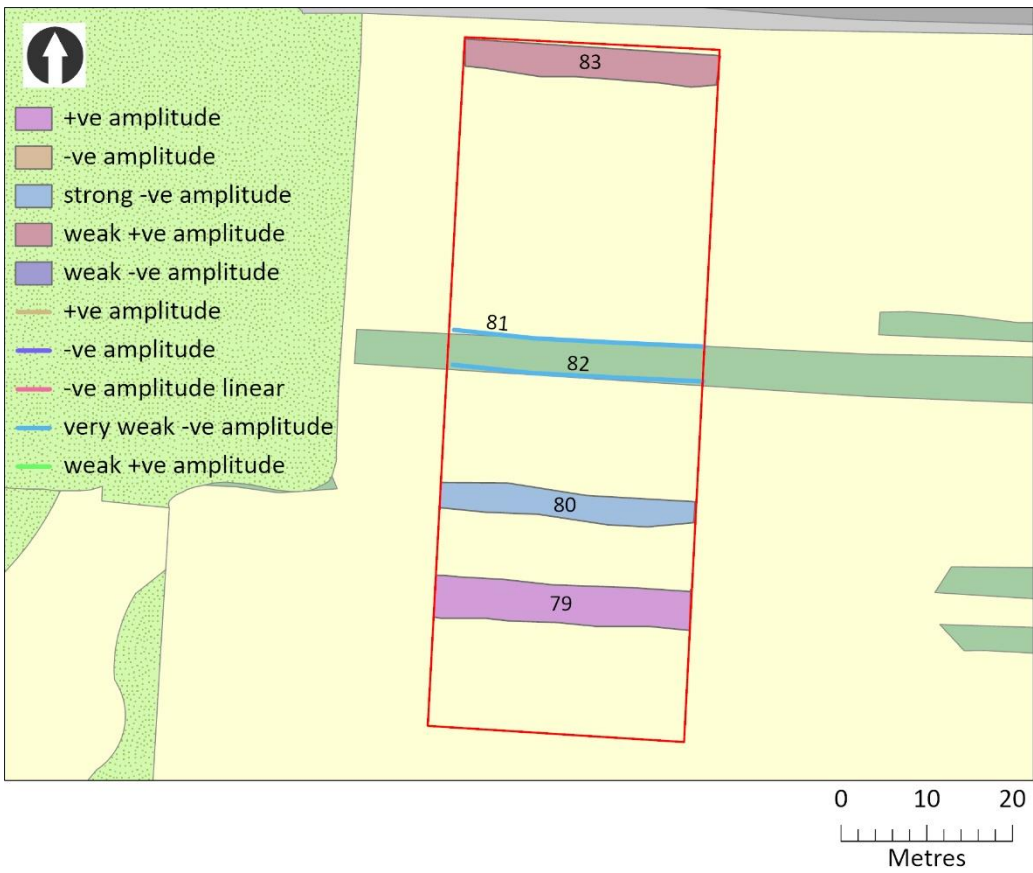 83
+ve amplitude
-ve amplitude
strong -ve amplitude
weak +ve amplitude
weak -ve amplitude
+ve amplitude
-ve amplitude
-ve amplitude linear
very weak -ve amplitude
weak +ve amplitude
81
82
80
79
0 10 20
Metres